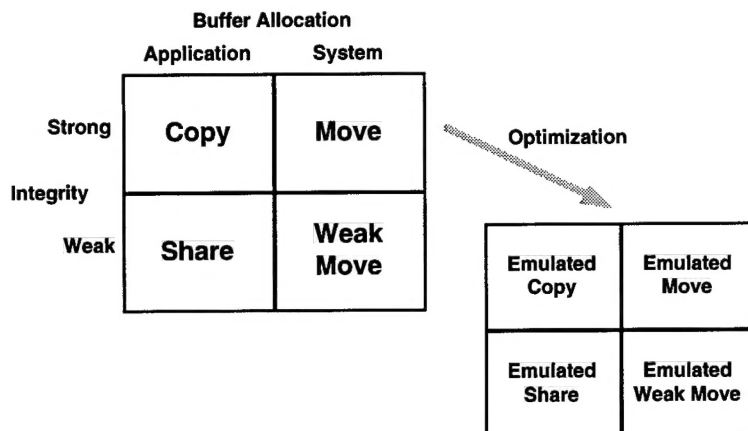 Buffer Allocation
Application System
Strong Copy Move
Optimization
Integrity
Weak Share Weak
Move
Emulated
Copy
Emulated
Move
Emulated
Share
Emulated
Weak Move